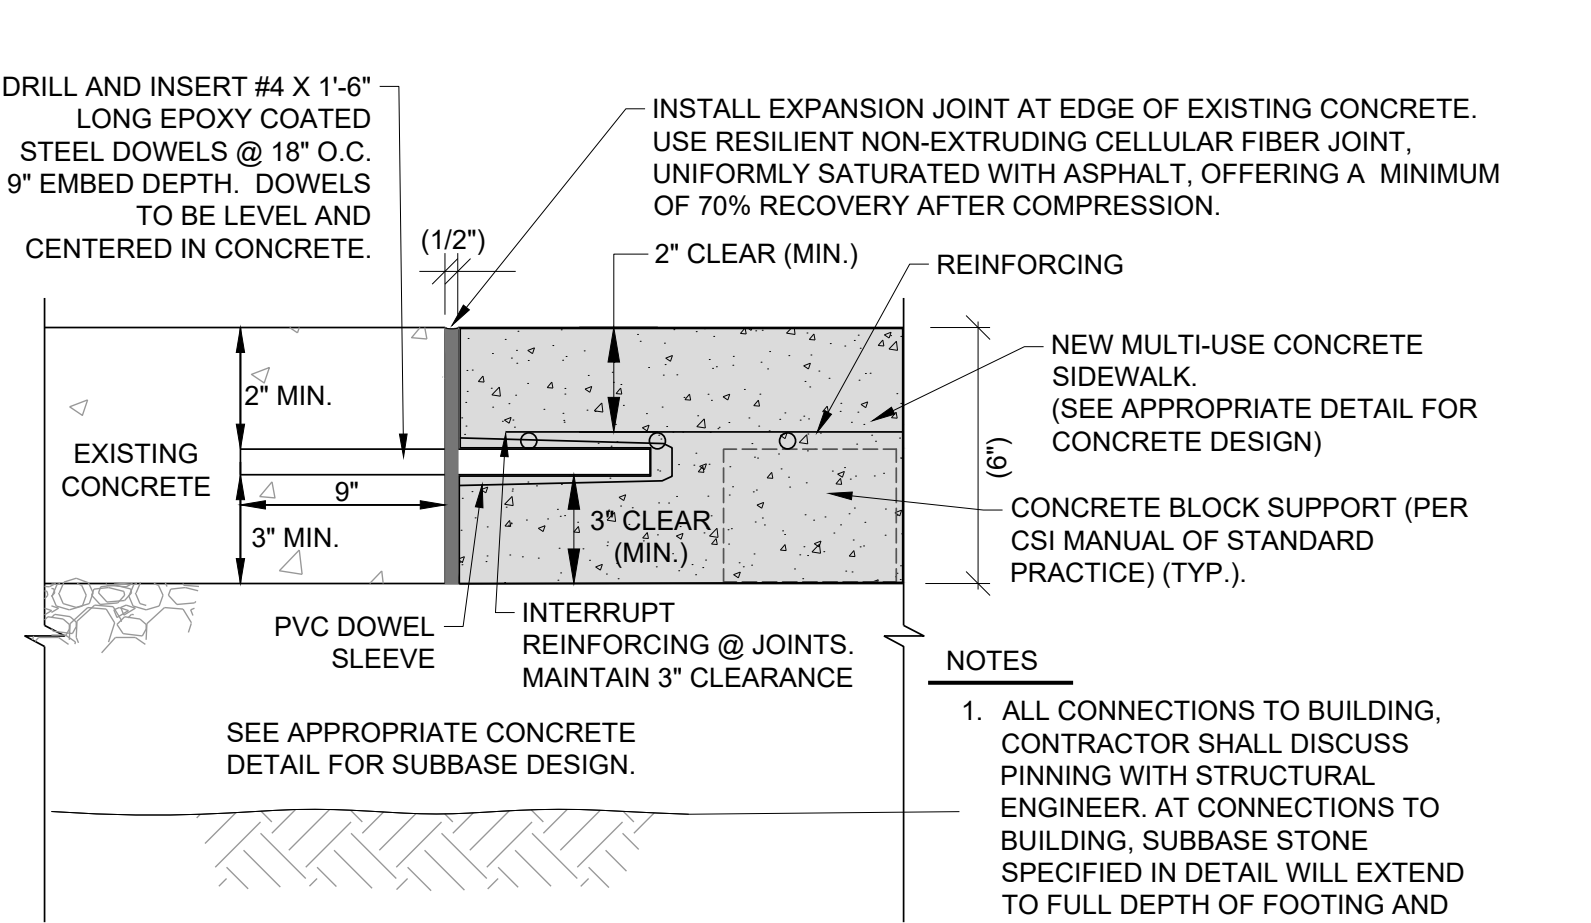 DRILL AND INSERT #4 X 1'-6"
LONG EPOXY COATED
STEEL DOWELS @ 18" O.C.
9" EMBED DEPTH.  DOWELS
TO BE LEVEL AND
CENTERED IN CONCRETE.
(1/2")
INSTALL EXPANSION JOINT AT EDGE OF EXISTING CONCRETE.
USE RESILIENT NON-EXTRUDING CELLULAR FIBER JOINT,
UNIFORMLY SATURATED WITH ASPHALT, OFFERING A  MINIMUM
OF 70% RECOVERY AFTER COMPRESSION.
2" CLEAR (MIN.)
REINFORCING
NEW MULTI-USE CONCRETE
SIDEWALK.
(SEE APPROPRIATE DETAIL FOR
CONCRETE DESIGN)
2" MIN.
EXISTING
CONCRETE
9"
3" MIN.
3" CLEAR
(MIN.)
(6")
CONCRETE BLOCK SUPPORT (PER
CSI MANUAL OF STANDARD
PRACTICE) (TYP.).
PVC DOWEL
SLEEVE
INTERRUPT
REINFORCING @ JOINTS.
MAINTAIN 3" CLEARANCE
SEE APPROPRIATE CONCRETE
DETAIL FOR SUBBASE DESIGN.
NOTES
1. ALL CONNECTIONS TO BUILDING,
CONTRACTOR SHALL DISCUSS
PINNING WITH STRUCTURAL
ENGINEER. AT CONNECTIONS TO
BUILDING, SUBBASE STONE
SPECIFIED IN DETAIL WILL EXTEND
TO FULL DEPTH OF FOOTING AND